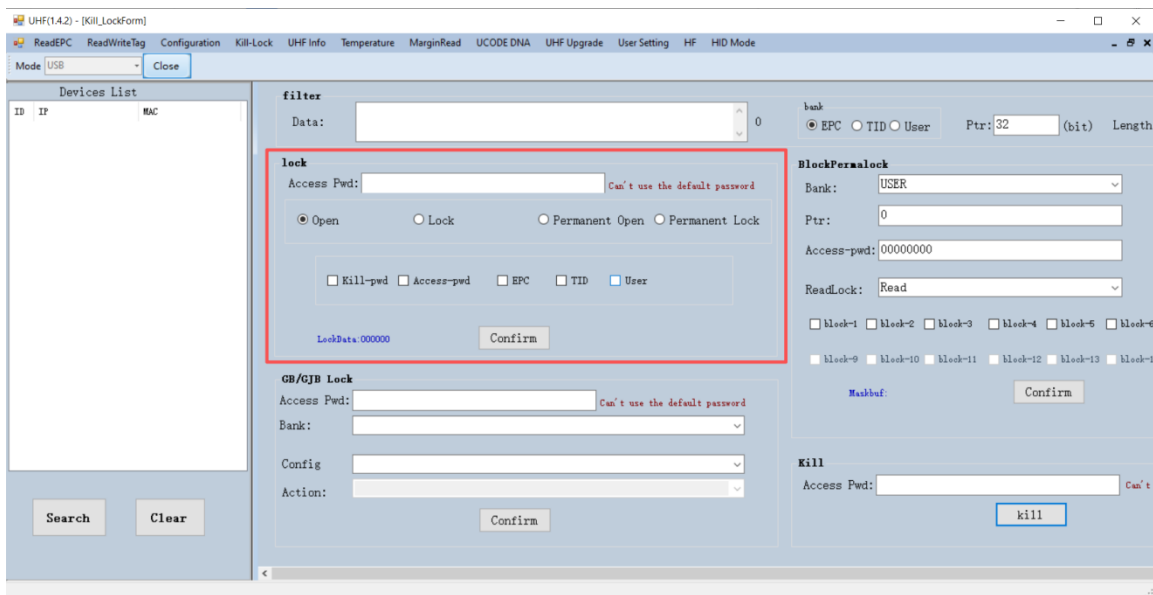 UHF(1.4.2) - [Kill_LockForm]
ReadEPC ReadWriteTag Configuration Kill-Lock UHF Info Temperature MarginRead UCODE DNA UHF Upgrade User Setting HF HID Mode
Mode USB Close
Devices List
ID IP MAC
Search Clear
filter
Data: 0
bank
EPC TID User Ptr: 32 (bit) Length
lock
Access Pwd: Can't use the default password
Open Lock Permanent Open Permanent Lock
Kill-pwd Access-pwd EPC TID User
LockData:000000 Confirm
BlockPermalock
Bank: USER
Ptr: 0
Access-pwd: 00000000
ReadLock: Read
block-1 block-2 block-3 block-4 block-5 block-6
block-9 block-10 block-11 block-12 block-13 block-1
Maskbuf: Confirm
GB/GJB Lock
Access Pwd: Can't use the default password
Bank:
Config
Action:
Confirm
Kill
Access Pwd: Can't
kill